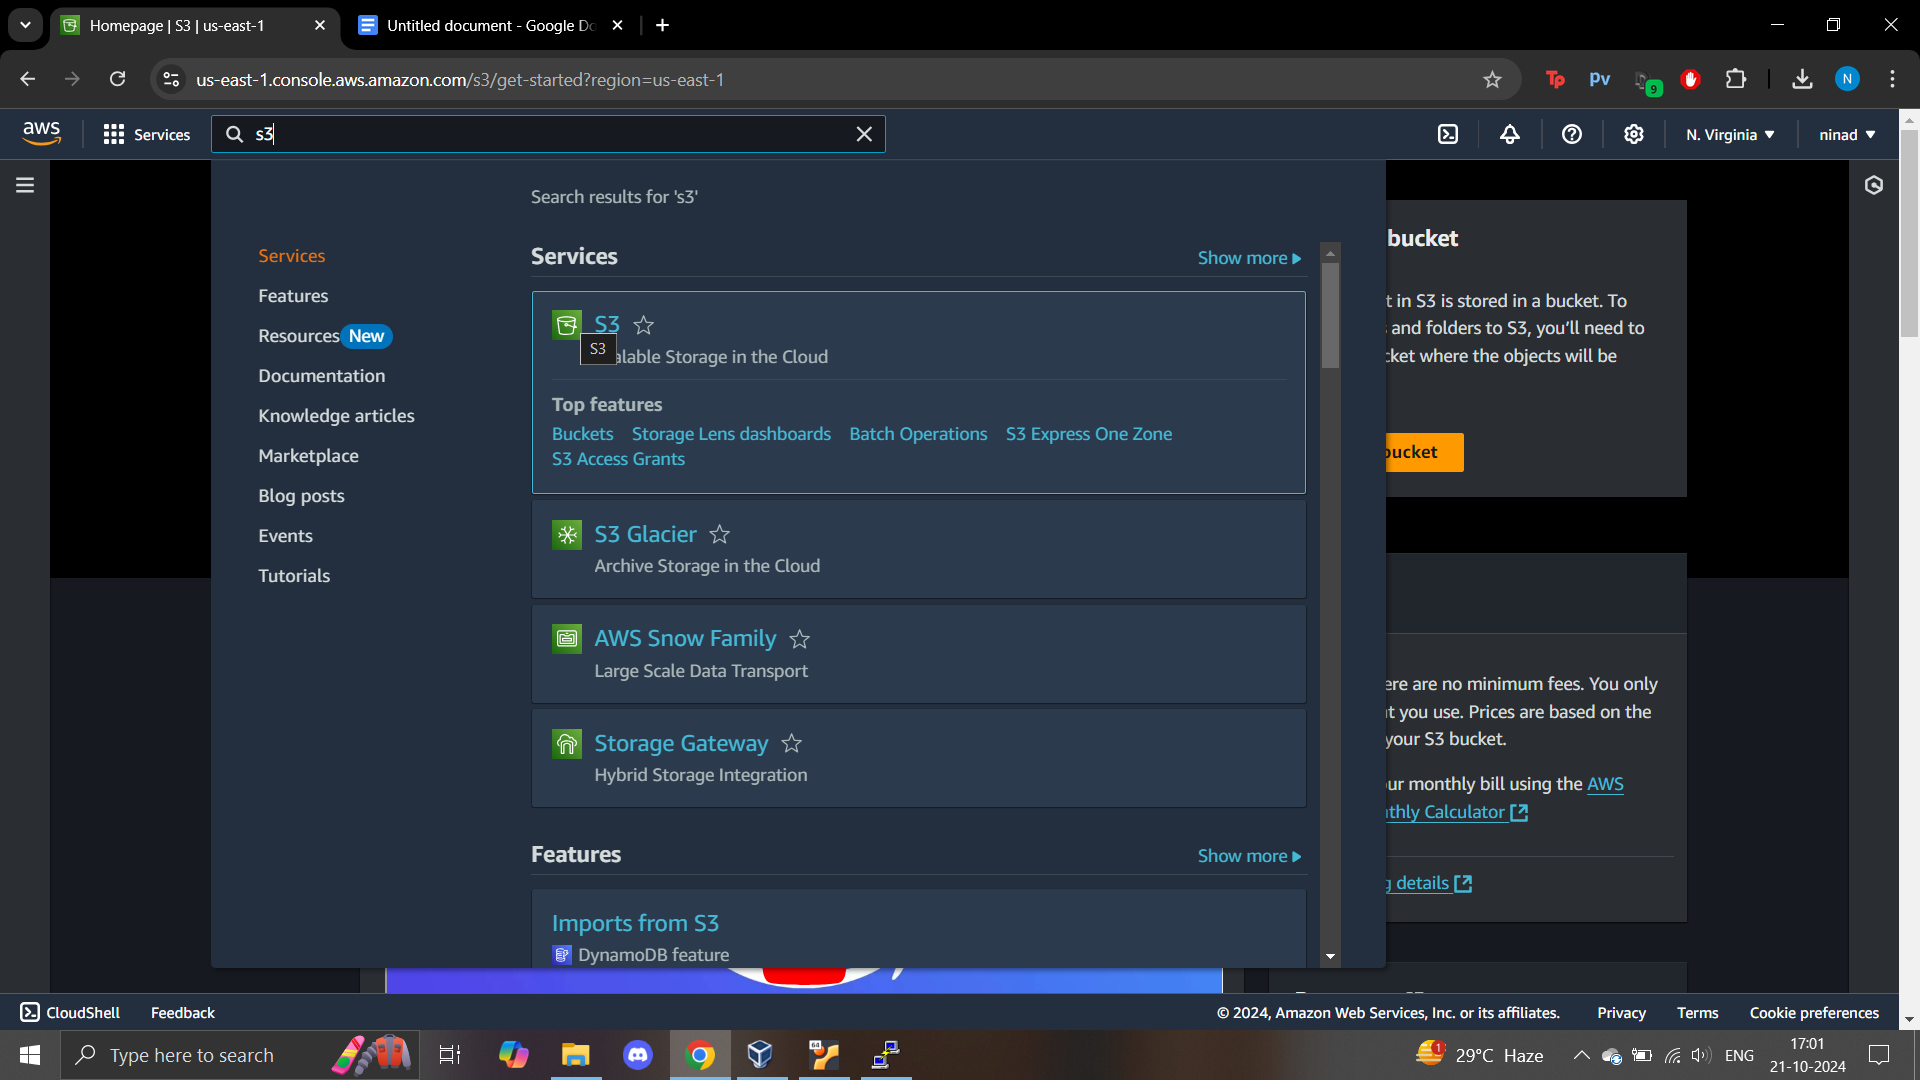 Homepage | S3 | us-east-1
Untitled document - Google Do
us-east-1.console.aws.amazon.com/s3/get-started?region=us-east-1
Tp
pv
9
N
aws
Services
s3
N. Virginia
ninad
Search results for 's3'
Services
Features
Resources New
Documentation
Knowledge articles
Marketplace
Blog posts
Events
Tutorials
Services
Show more
S3
S3
alable Storage in the Cloud
Top features
Buckets Storage Lens dashboards Batch Operations S3 Express One Zone
S3 Access Grants
S3 Glacier
Archive Storage in the Cloud
AWS Snow Family
Large Scale Data Transport
Storage Gateway
Hybrid Storage Integration
Features
Show more
Imports from S3
DynamoDB feature
bucket
t in S3 is stored in a bucket. To
and folders to S3, you'll need to
cket where the objects will be
bucket
ere are no minimum fees. You only
t you use. Prices are based on the
your S3 bucket.
ur monthly bill using the AWS
thly Calculator
g details
CloudShell
Feedback
© 2024, Amazon Web Services, Inc. or its affiliates.
Privacy
Terms
Cookie preferences
Type here to search
64
1
29°C Haze
ENG
17:01
21-10-2024